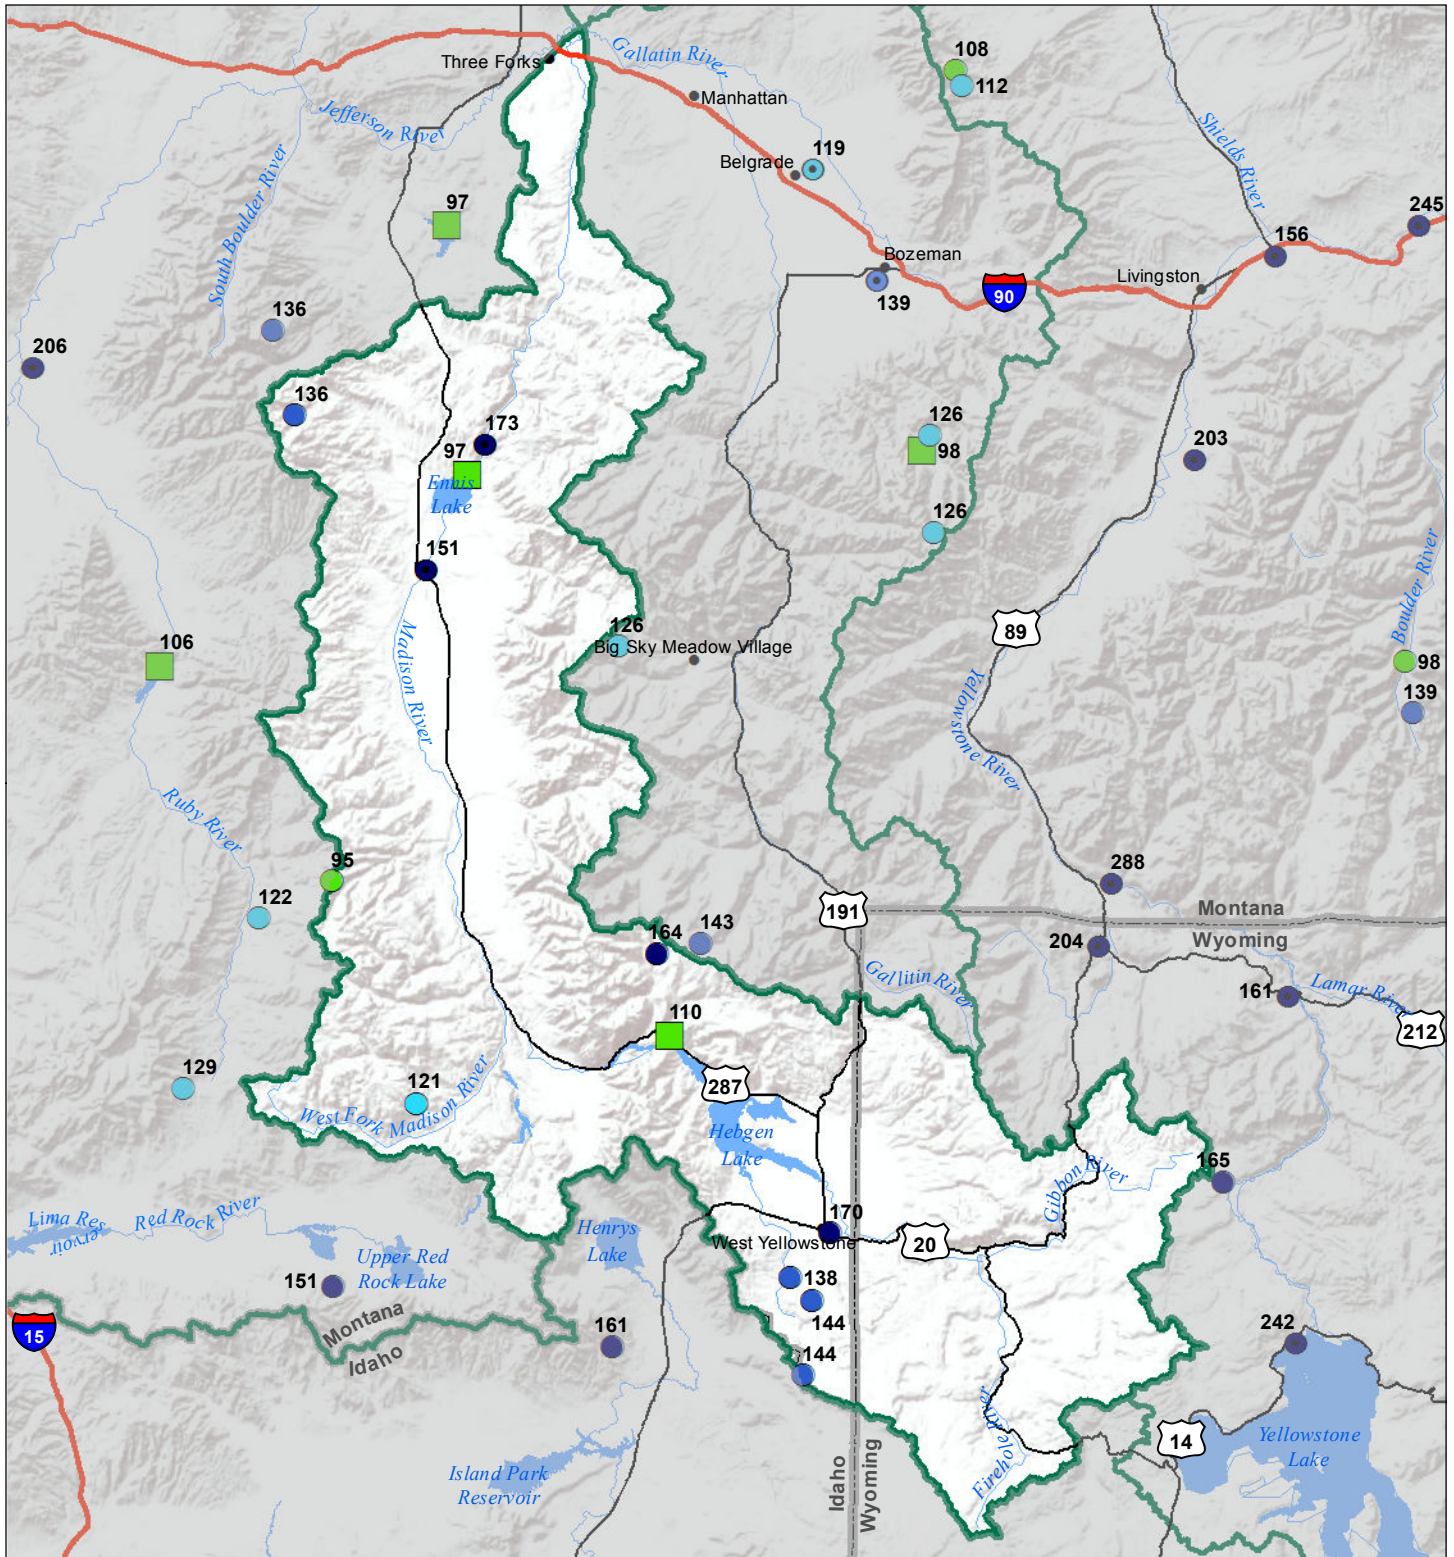 Three Forks
Gallatin River
108
112
Manhattan
Jefferson River
Shields River
Belgrade
119
South Boulder River
97
245
156
Bozeman
Livingston
90
139
136
206
136
173
126
98
97
Ennis
Lake
203
126
151
89
Boulder River
126
Big Sky Meadow Village
106
Madison River
98
139
Yellowstone River
Ruby River
95
122
288
191
Montana
Wyoming
143
164
204
Gallitin River
161
Lamar River
212
110
129
287
121
West Fork Madison River
Hebgen
Lake
165
Gibbon River
Lima Reservoir
Red Rock River
Henrys
Lake
170
West Yellowstone
20
Upper Red
Rock Lake
151
138
144
Montana
Idaho
15
161
242
144
Firehole River
14
Yellowstone
Lake
Idaho
Wyoming
Island Park
Reservoir